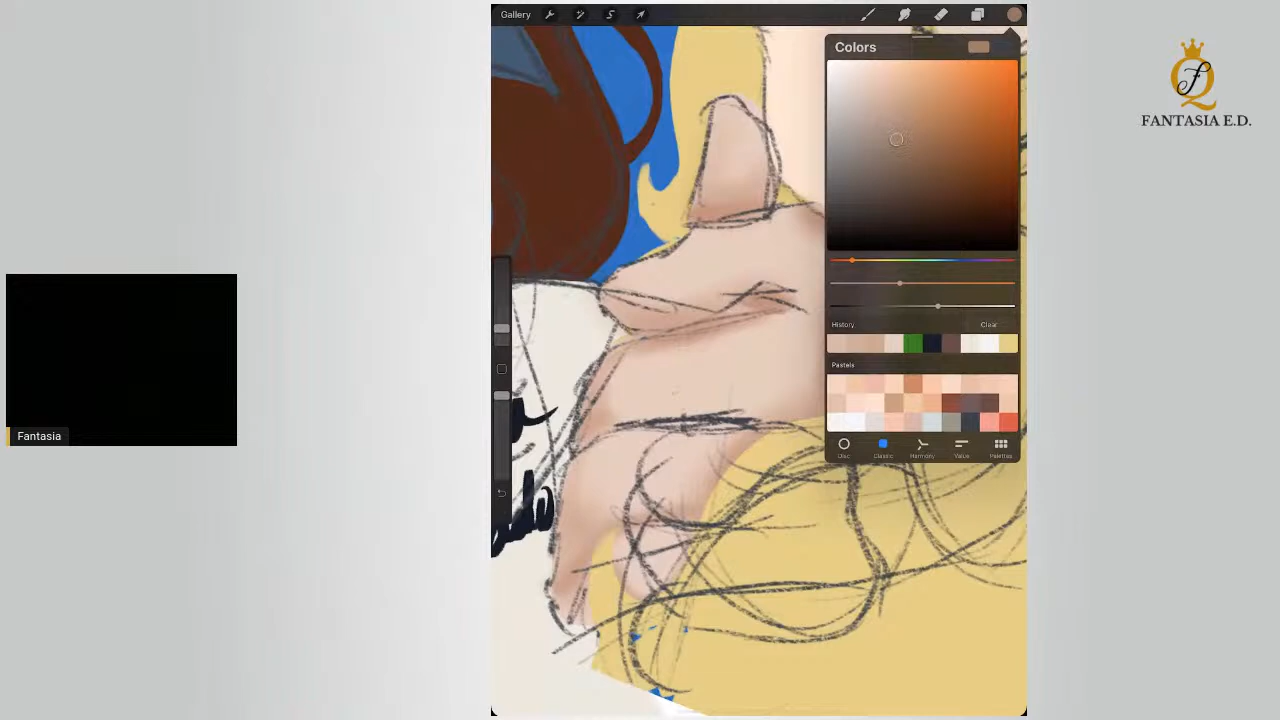 Gallery
Colors
History
Clear
Pastels
Disc
Classic
Harmony
Value
Palettes
FANTASIA E.D.
Fantasia